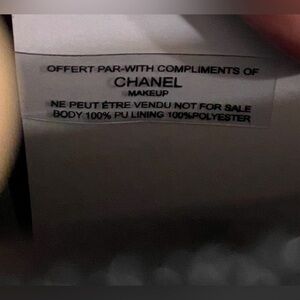 OFFERT PAR-WITH COMPLIMENTS OF
CHANEL
MAKEUP
NE PEUT ÊTRE VENDU NOT FOR SALE
BODY 100% PU LINING 100%POLYESTER